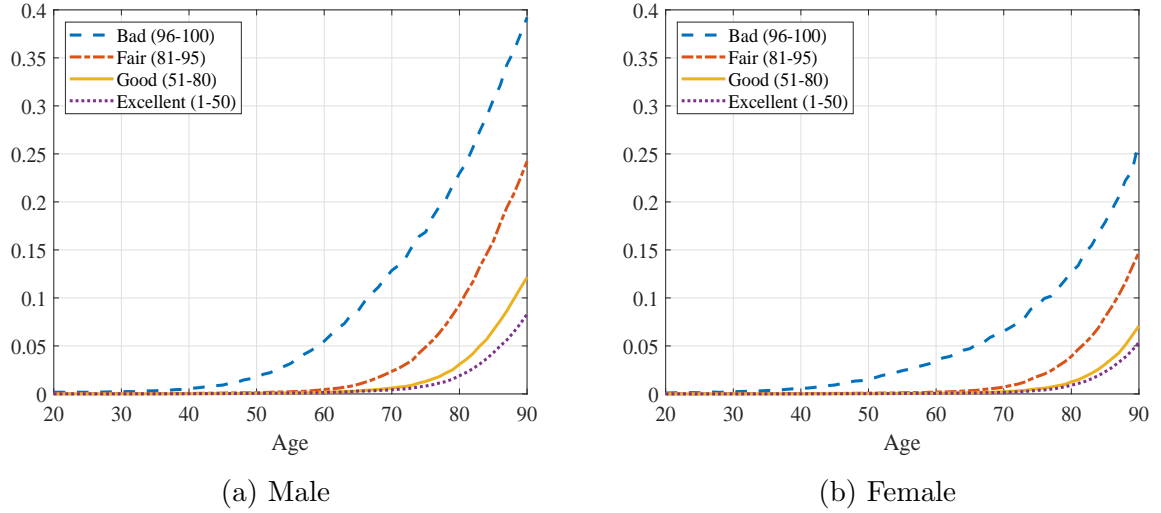 0.4
0.35
0.3
0.25
0.2
0.15
0.1
0.05
0
Bad (96-100)
Fair (81-95)
Good (51-80)
Excellent (1-50)
20 30 40 50 60 70 80 90
Age
(a) Male
0.4
0.35
0.3
0.25
0.2
0.15
0.1
0.05
0
Bad (96-100)
Fair (81-95)
Good (51-80)
Excellent (1-50)
20 30 40 50 60 70 80 90
Age
(b) Female